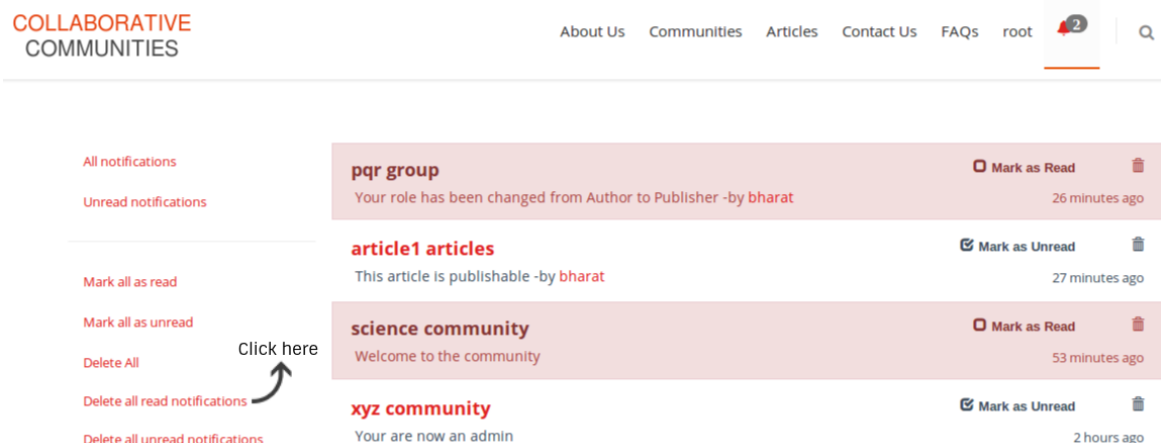 COLLABORATIVE
COMMUNITIES
About Us Communities Articles Contact Us FAQs root 2
All notifications
Unread notifications
Mark all as read
Mark all as unread
Delete All
Click here
Delete all read notifications
Delete all unread notifications
pqr group Mark as Read
Your role has been changed from Author to Publisher -by bharat 26 minutes ago
article1 articles Mark as Unread
This article is publishable -by bharat 27 minutes ago
science community Mark as Read
Welcome to the community 53 minutes ago
xyz community Mark as Unread
Your are now an admin 2 hours ago